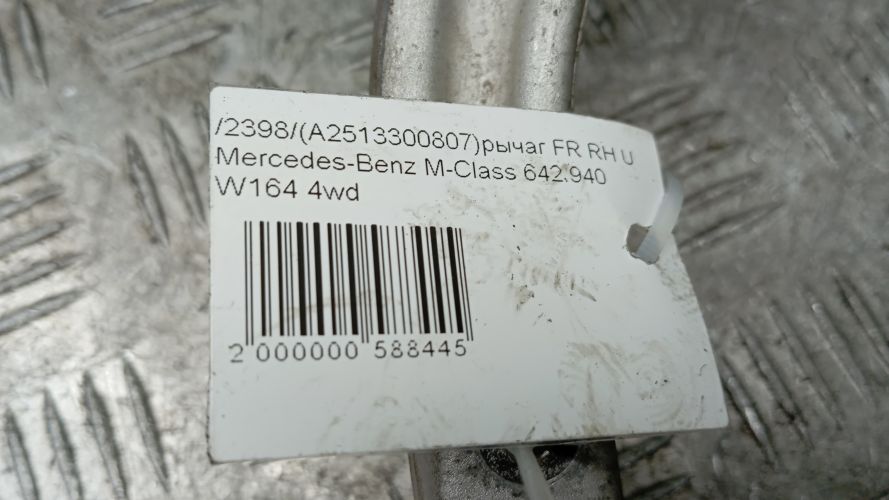 /2398/(A2513300807)рычаг FR RH U
Mercedes-Benz M-Class 642.940
W164 4wd
2 000000 588445